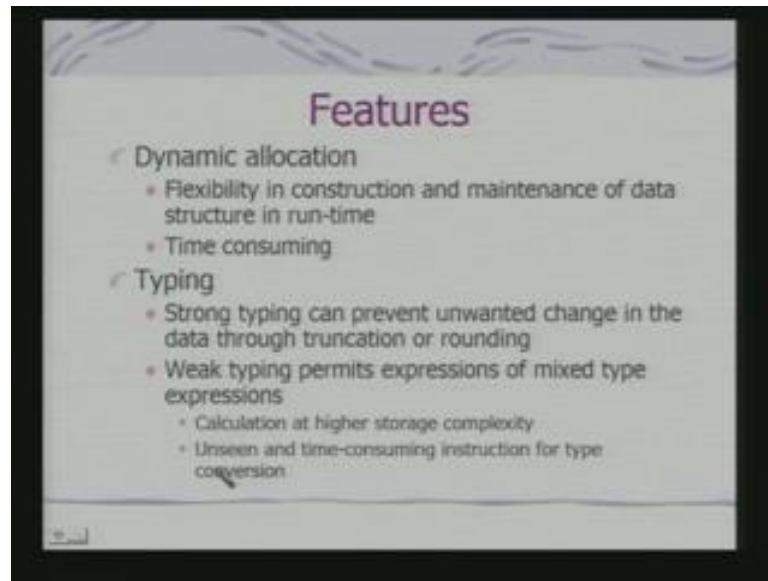 Features
Dynamic allocation
Flexibility in construction and maintenance of data
structure in run-time
Time consuming
Typing
Strong typing can prevent unwanted change in the
data through truncation or rounding
Weak typing permits expressions of mixed type
expressions
Calculation at higher storage complexity
Unseen and time-consuming instruction for type
conversion